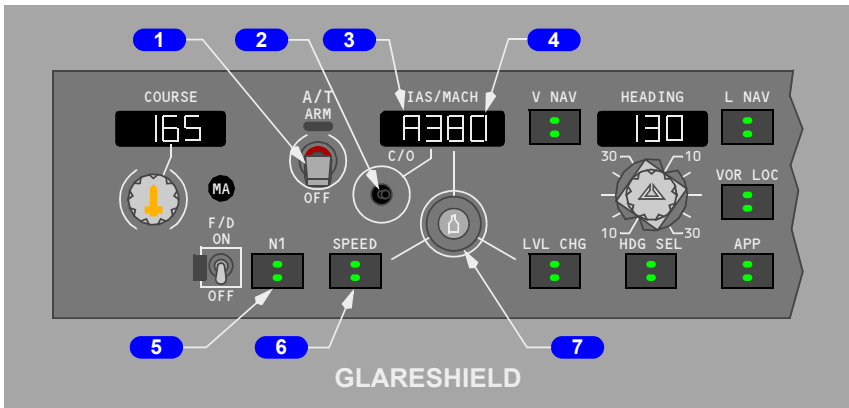 1 2 3 4
COURSE A/T IAS/MACH V NAV HEADING L NAV
ARM
165 A380 130
C/O
30 10
VOR LOC
MA
OFF
F/D
ON
N1 SPEED LVL CHG 10 HDG SEL 30 APP
OFF
5 6 7
GLARESHIELD